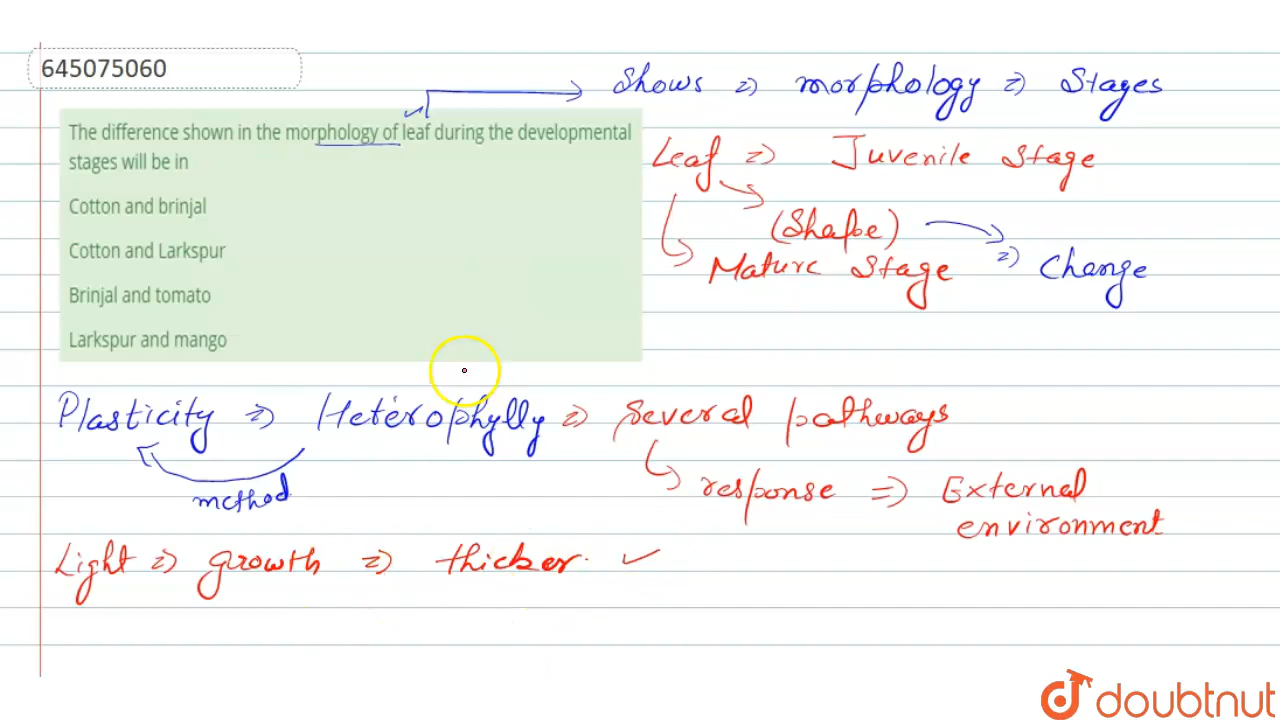 645075060
Shows ⇒ morphology ⇒ Stages
The difference shown in the morphology of leaf during the developmental
stages will be in
Cotton and brinjal
Cotton and Larkspur
Brinjal and tomato
Larkspur and mango
Leaf ⇒ Juvenile Stage
(Shape)
Mature Stage ⇒ Change
Plasticity ⇒ Heterophylly ⇒ Several pathways
method
response ⇒ External
environment
Light ⇒ growth ⇒ thicker. ✓
doubtnut